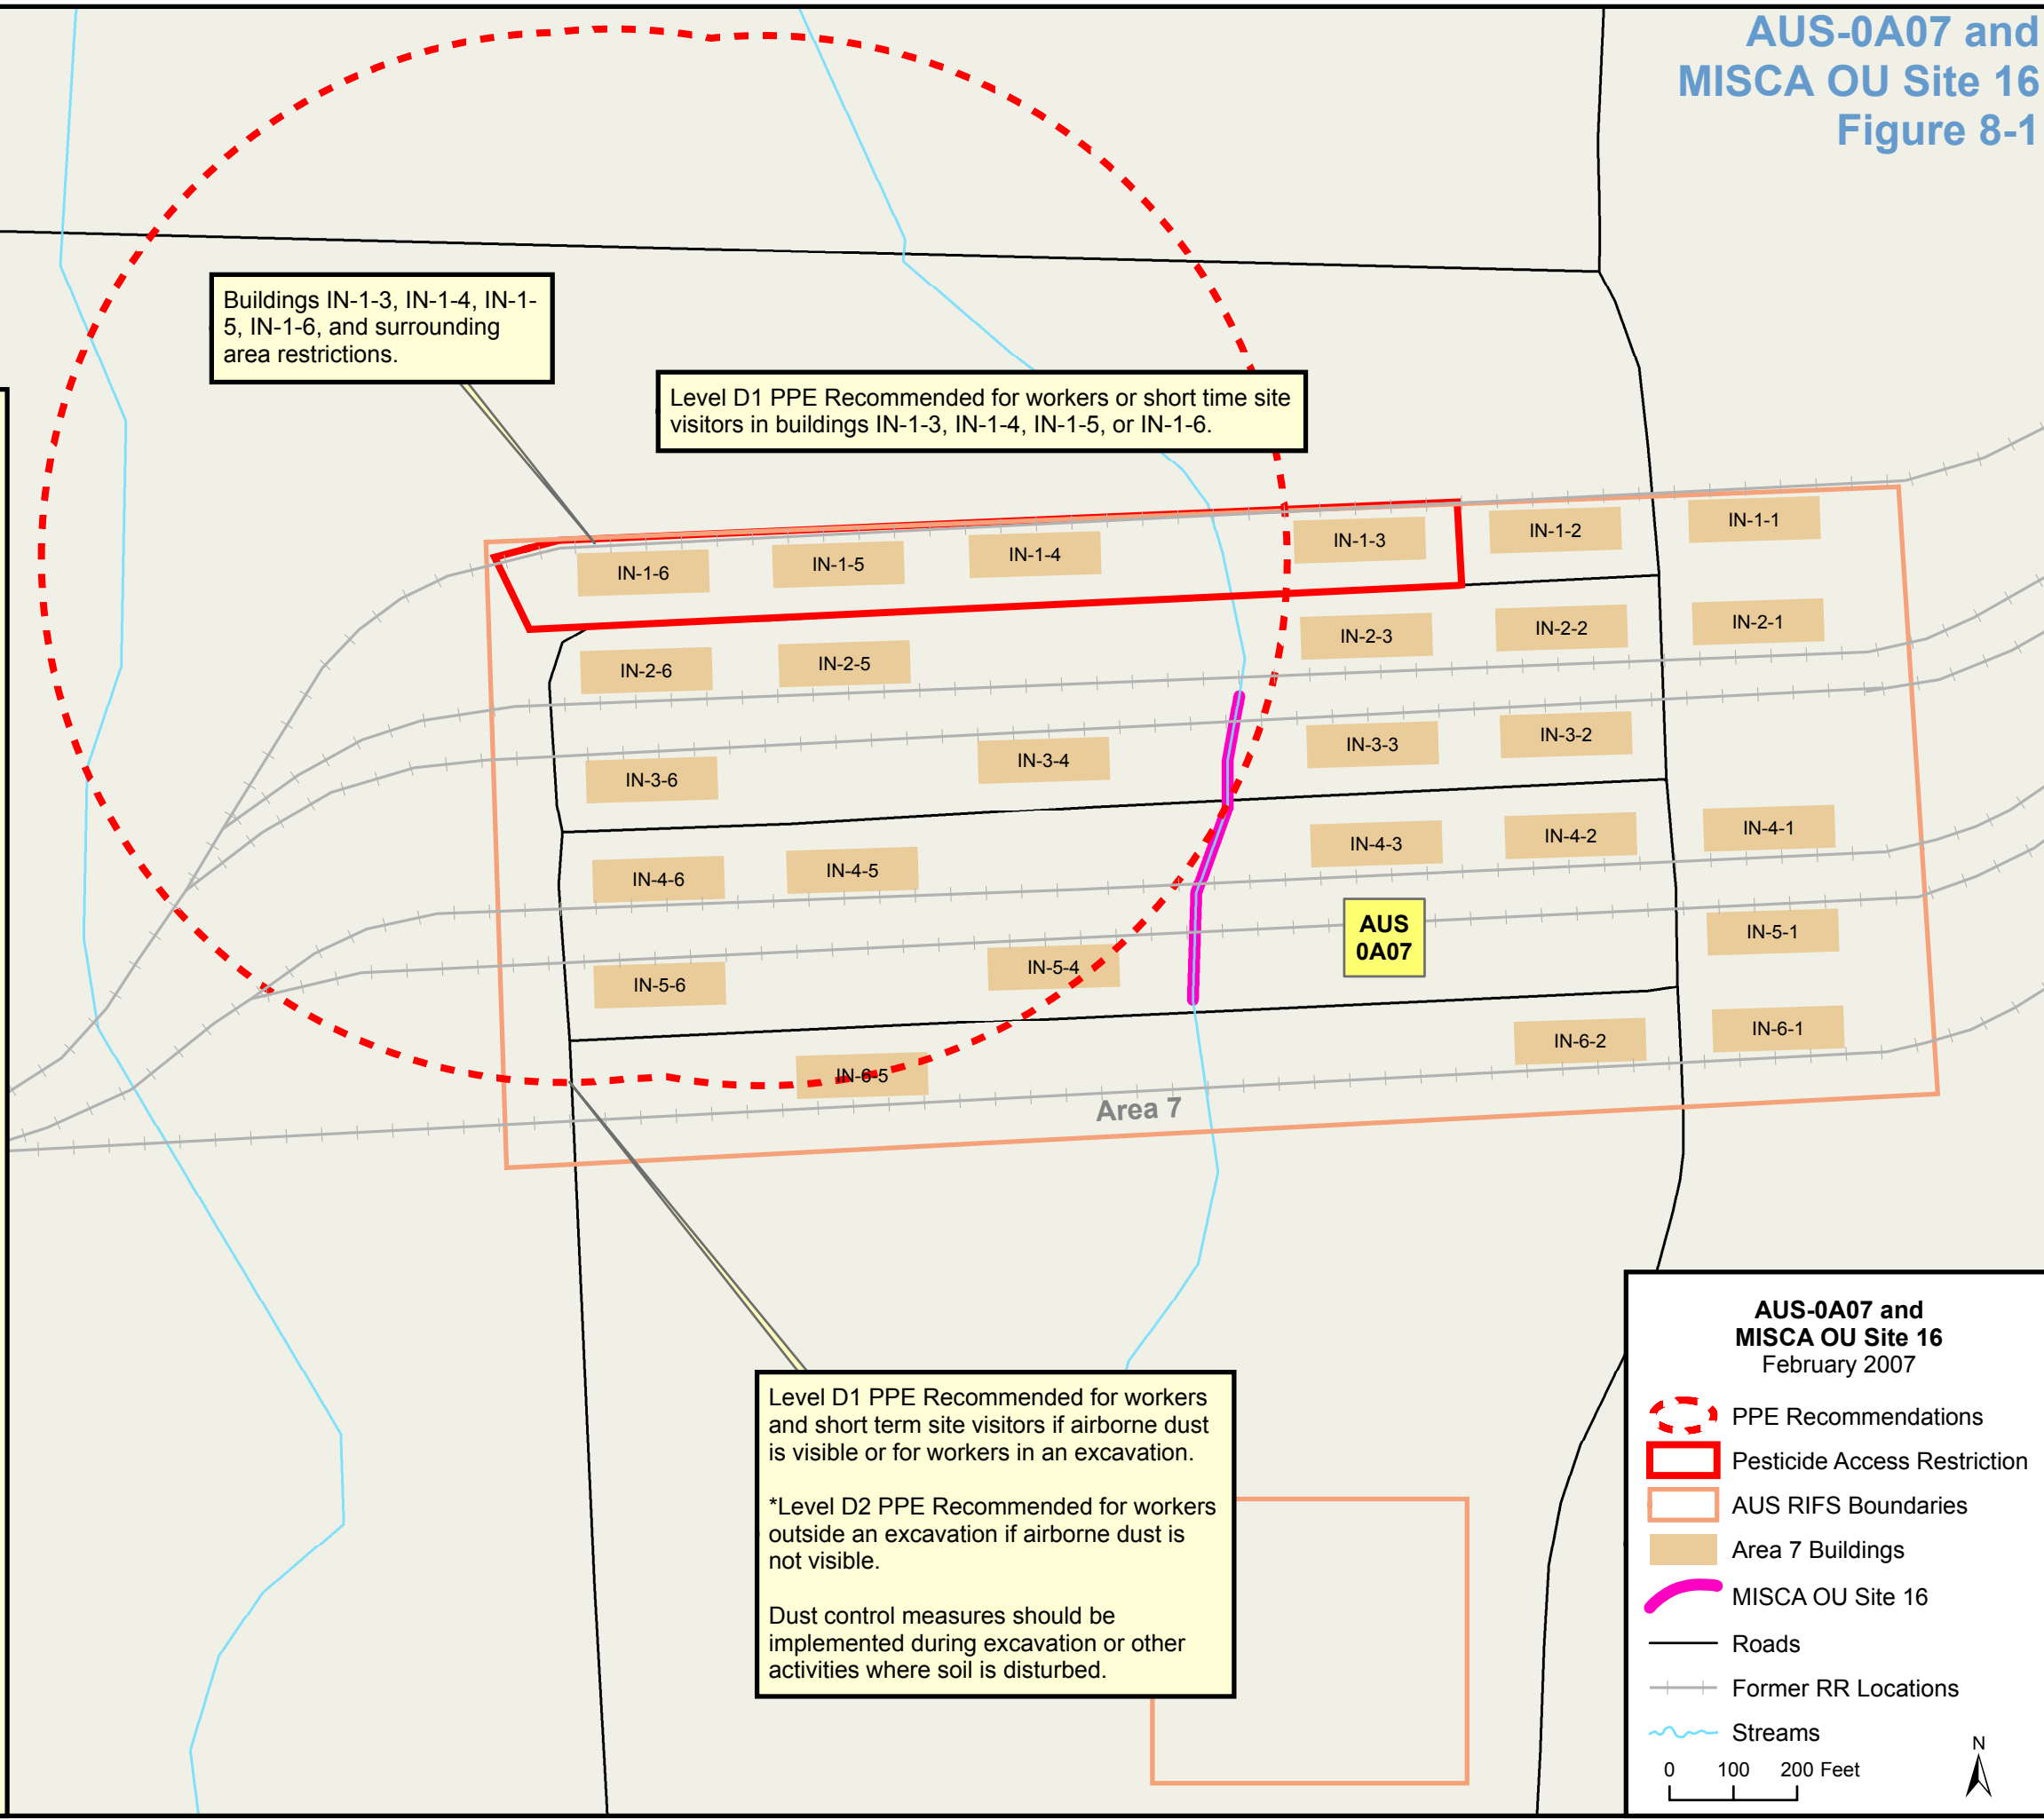 AUS-0A07 and
MISCA OU Site 16
Figure 8-1
Buildings IN-1-3, IN-1-4, IN-1-
5, IN-1-6, and surrounding
area restrictions.
Level D1 PPE Recommended for workers or short time site
visitors in buildings IN-1-3, IN-1-4, IN-1-5, or IN-1-6.
IN-1-6
IN-1-5
IN-1-4
IN-1-3
IN-1-2
IN-1-1
IN-2-6
IN-2-5
IN-2-3
IN-2-2
IN-2-1
IN-3-6
IN-3-4
IN-3-3
IN-3-2
IN-4-6
IN-4-5
IN-4-3
IN-4-2
IN-4-1
AUS
0A07
IN-5-6
IN-5-4
IN-5-1
IN-6-5
IN-6-2
IN-6-1
Area 7
Level D1 PPE Recommended for workers
and short term site visitors if airborne dust
is visible or for workers in an excavation.
*Level D2 PPE Recommended for workers
outside an excavation if airborne dust is
not visible.
Dust control measures should be
implemented during excavation or other
activities where soil is disturbed.
AUS-0A07 and
MISCA OU Site 16
February 2007
PPE Recommendations
Pesticide Access Restriction
AUS RIFS Boundaries
Area 7 Buildings
MISCA OU Site 16
Roads
Former RR Locations
Streams
0 100 200 Feet
N